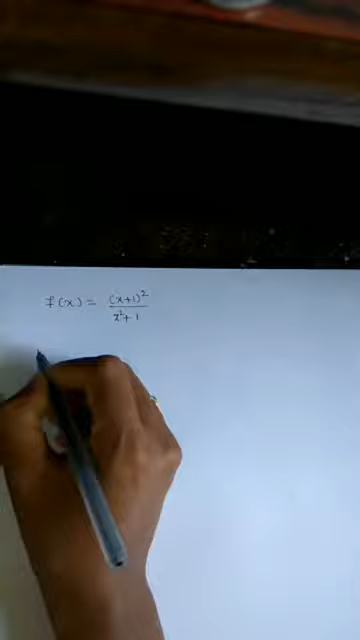 f(x) = (x+1)² / x²+1